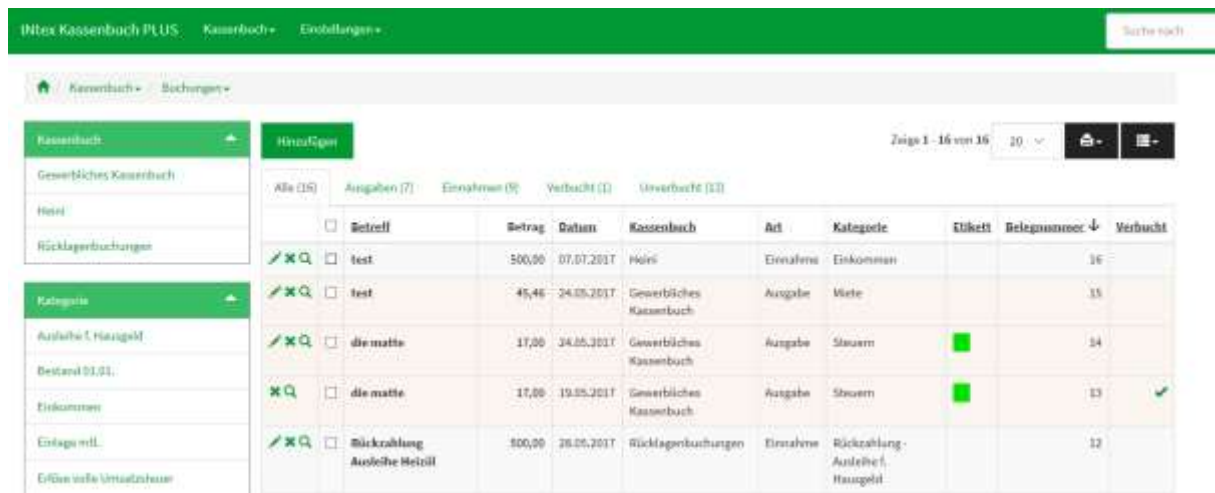 INtex Kassenbuch PLUS Kassenbuch Einstellungen Suche nach
Kassenbuch Buchungen
Kassenbuch
Gewerbliches Kassenbuch
Heini
Rücklagenbuchungen
Kategorie
Ausleihe f. Hausgeld
Bestand 01.01.
Einkommen
Einlage mtl.
Erlöse volle Umsatzsteuer
Hinzufügen Zeige 1 - 16 von 16 20
Alle (16) Ausgaben (7) Einnahmen (9) Verbucht (1) Unverbucht (13)
Betreff Betrag Datum Kassenbuch Art Kategorie Etikett Belegnummer Verbucht
test 500,00 07.07.2017 Heini Einnahme Einkommen 16
test 45,46 24.05.2017 Gewerbliches Kassenbuch Ausgabe Miete 15
die matte 17,00 24.05.2017 Gewerbliches Kassenbuch Ausgabe Steuern 14
die matte 17,00 19.05.2017 Gewerbliches Kassenbuch Ausgabe Steuern 13
Rückzahlung Ausleihe Heizöl 500,00 26.05.2017 Rücklagenbuchungen Einnahme Rückzahlung - Ausleihe f. Hausgeld 12